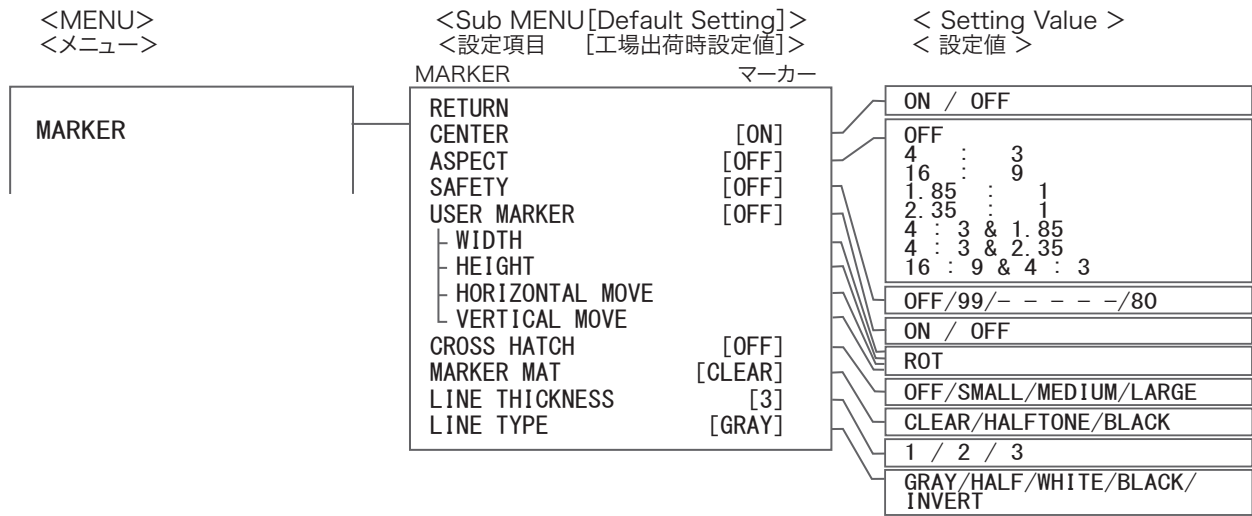 <MENU>
<メニュー>
<Sub MENU[Default Setting]>
<設定項目 [工場出荷時設定値]>
< Setting Value >
< 設定値 >
MARKER マーカー
MARKER
RETURN
CENTER [ON]
ASPECT [OFF]
SAFETY [OFF]
USER MARKER [OFF]
WIDTH
HEIGHT
HORIZONTAL MOVE
VERTICAL MOVE
CROSS HATCH [OFF]
MARKER MAT [CLEAR]
LINE THICKNESS [3]
LINE TYPE [GRAY]
ON / OFF
OFF
4 : 3
16 : 9
1.85 : 1
2.35 : 1
4 : 3 & 1.85
4 : 3 & 2.35
16 : 9 & 4 : 3
OFF/99/- - - - -/80
ON / OFF
ROT
OFF/SMALL/MEDIUM/LARGE
CLEAR/HALFTONE/BLACK
1 / 2 / 3
GRAY/HALF/WHITE/BLACK/
INVERT